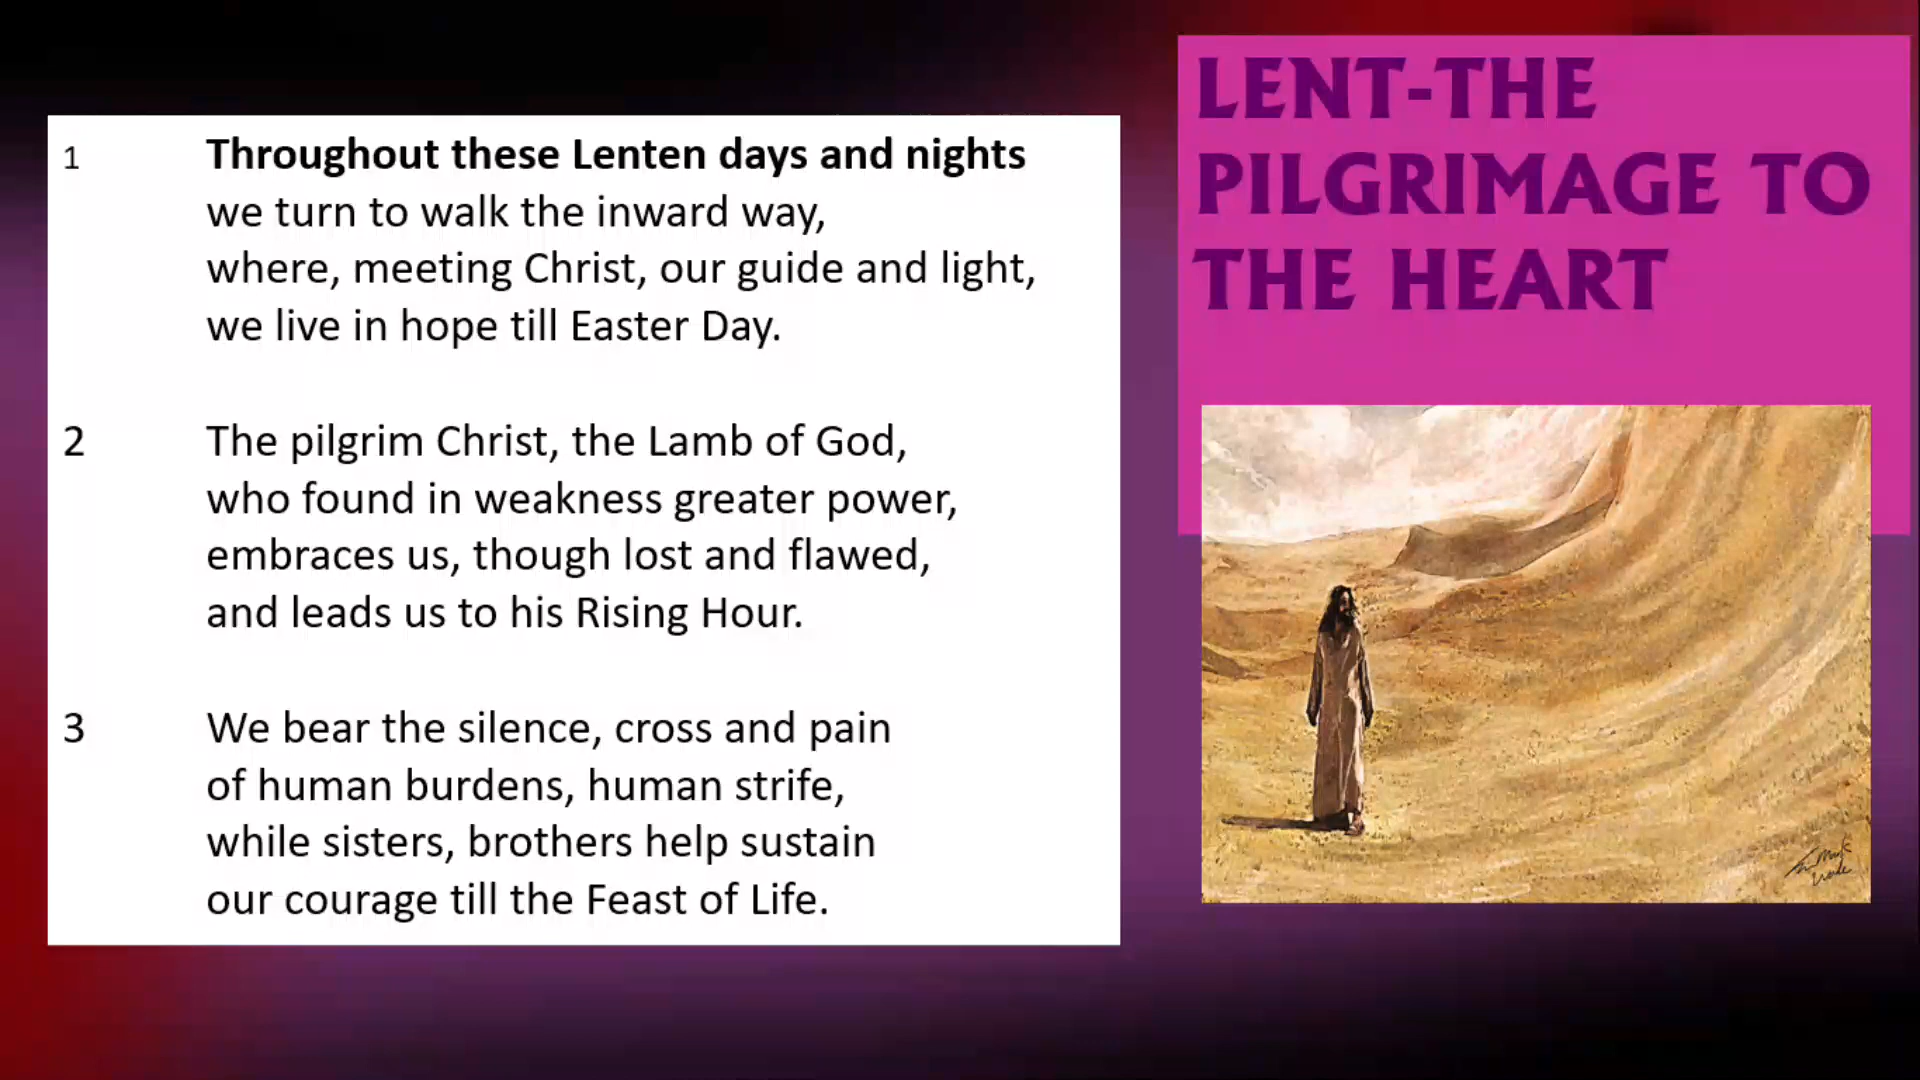 LENT-THE
PILGRIMAGE TO
THE HEART
1 Throughout these Lenten days and nights
we turn to walk the inward way,
where, meeting Christ, our guide and light,
we live in hope till Easter Day.
2 The pilgrim Christ, the Lamb of God,
who found in weakness greater power,
embraces us, though lost and flawed,
and leads us to his Rising Hour.
3 We bear the silence, cross and pain
of human burdens, human strife,
while sisters, brothers help sustain
our courage till the Feast of Life.